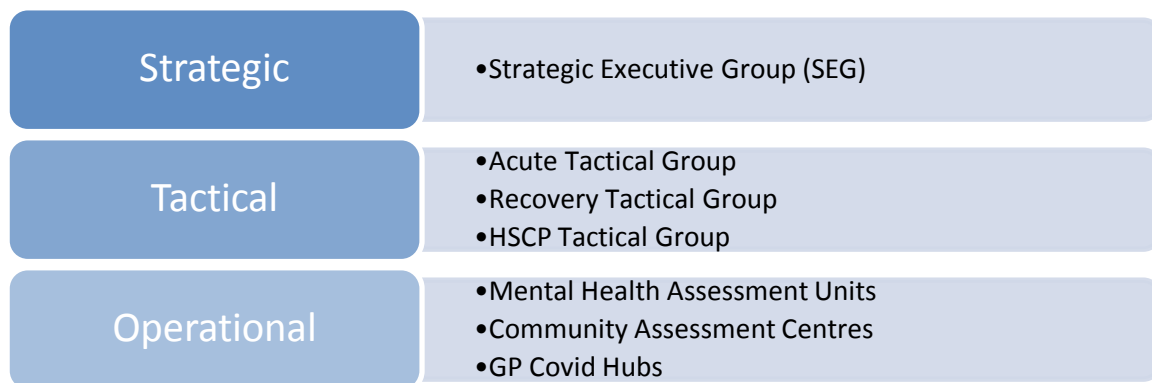 Strategic
•Strategic Executive Group (SEG)
Tactical
•Acute Tactical Group
•Recovery Tactical Group
•HSCP Tactical Group
Operational
•Mental Health Assessment Units
•Community Assessment Centres
•GP Covid Hubs